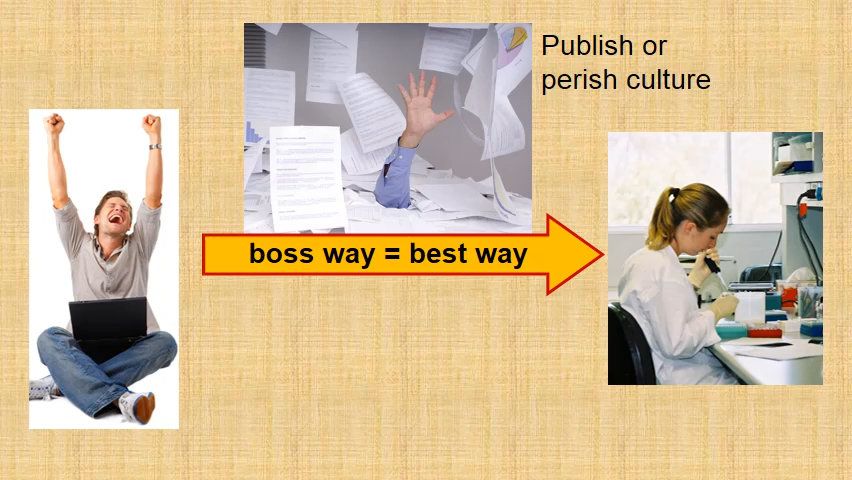 Publish or
perish culture
boss way = best way